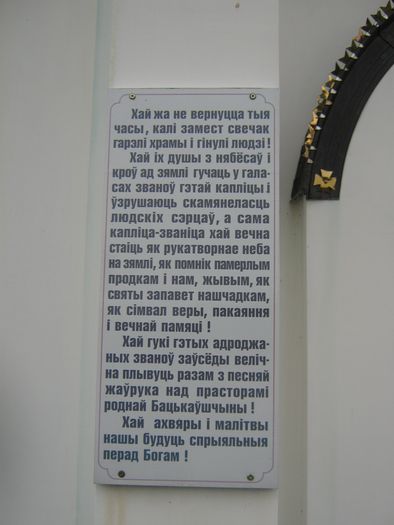 Хай жа не вернуцца тыя
часы, калі замест свечак
гарэлі храмы і гінулі людзі!
Хай іх душы з нябёсаў і
кроў ад зямлі гучаць у гала-
сах званоў гэтай капліцы і
ўзрушаюць скамянеласць
людскіх сэрцаў, а сама
капліца-званіца хай вечна
стаіць як рукатворнае неба
на зямлі, як помнік памерлым
продкам і нам, жывым, як
святы запавет нашчадкам,
як сімвал веры, пакаяння
і вечнай памяці !
Хай гукі гэтых адроджа-
ных званоў заўсёды веліч-
на плывуць разам з песняй
жаўрука над прасторамі
роднай Бацькаўшчыны !
Хай ахвяры і малітвы
нашы будуць спрыяльныя
перад Богам !